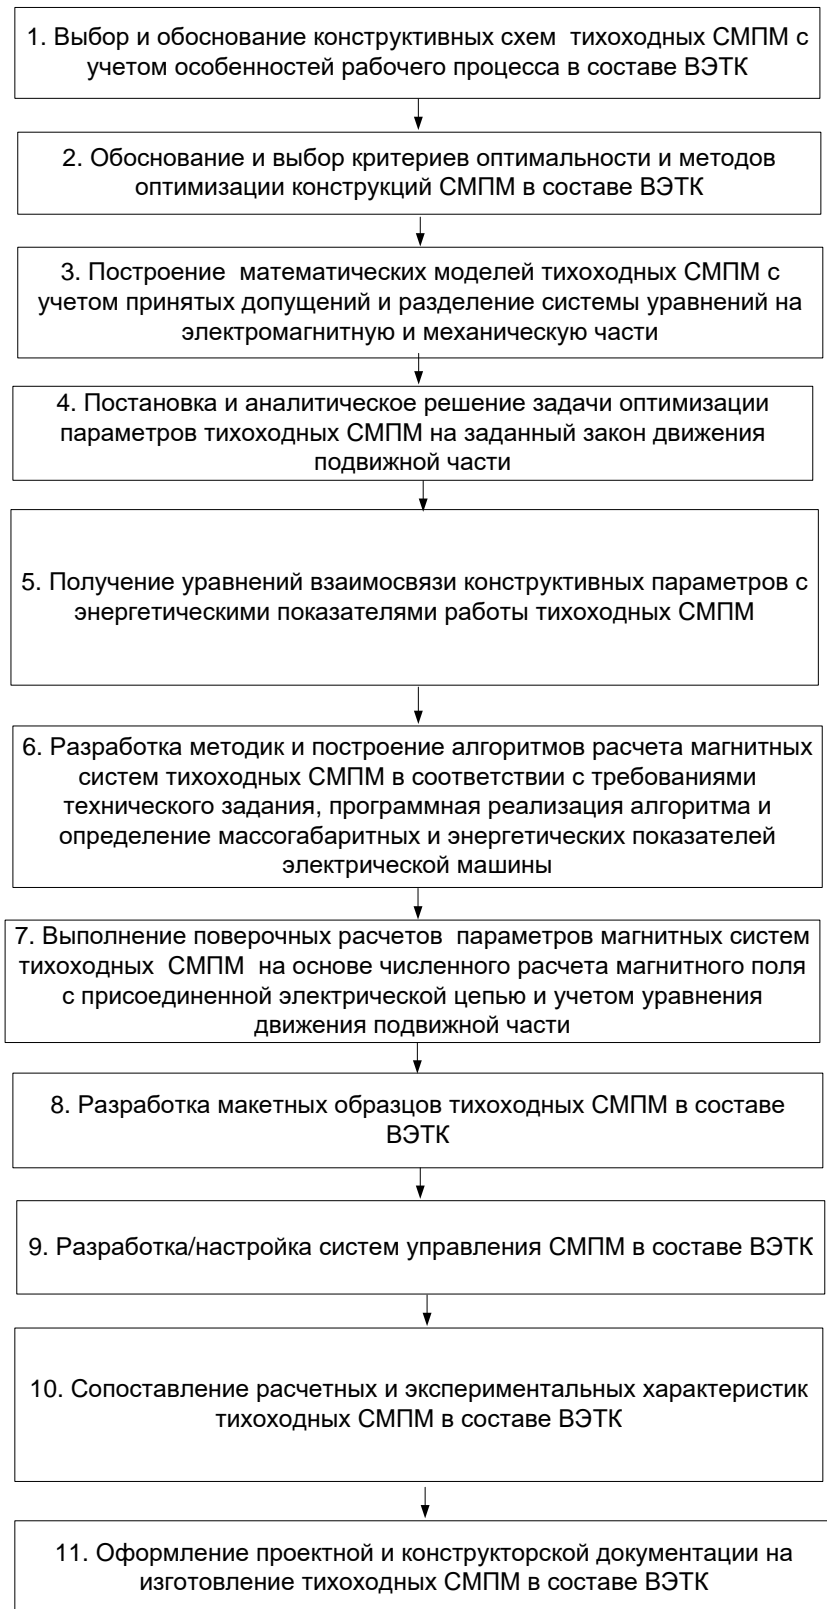 1. Выбор и обоснование конструктивных схем  тихоходных СМПМ с
учетом особенностей рабочего процесса в составе ВЭТК
2. Обоснование и выбор критериев оптимальности и методов
оптимизации конструкций СМПМ в составе ВЭТК
3. Построение  математических моделей тихоходных СМПМ с
учетом принятых допущений и разделение системы уравнений на
электромагнитную и механическую части
4. Постановка и аналитическое решение задачи оптимизации
параметров тихоходных СМПМ на заданный закон движения
подвижной части
5. Получение уравнений взаимосвязи конструктивных параметров с
энергетическими показателями работы тихоходных СМПМ
6. Разработка методик и построение алгоритмов расчета магнитных
систем тихоходных СМПМ в соответствии с требованиями
технического задания, программная реализация алгоритма и
определение массогабаритных и энергетических показателей
электрической машины
7. Выполнение поверочных расчетов  параметров магнитных систем
тихоходных  СМПМ  на основе численного расчета магнитного поля
с присоединенной электрической цепью и учетом уравнения
движения подвижной части
8. Разработка макетных образцов тихоходных СМПМ в составе
ВЭТК
9. Разработка/настройка систем управления СМПМ в составе ВЭТК
10. Сопоставление расчетных и экспериментальных характеристик
тихоходных СМПМ в составе ВЭТК
11. Оформление проектной и конструкторской документации на
изготовление тихоходных СМПМ в составе ВЭТК